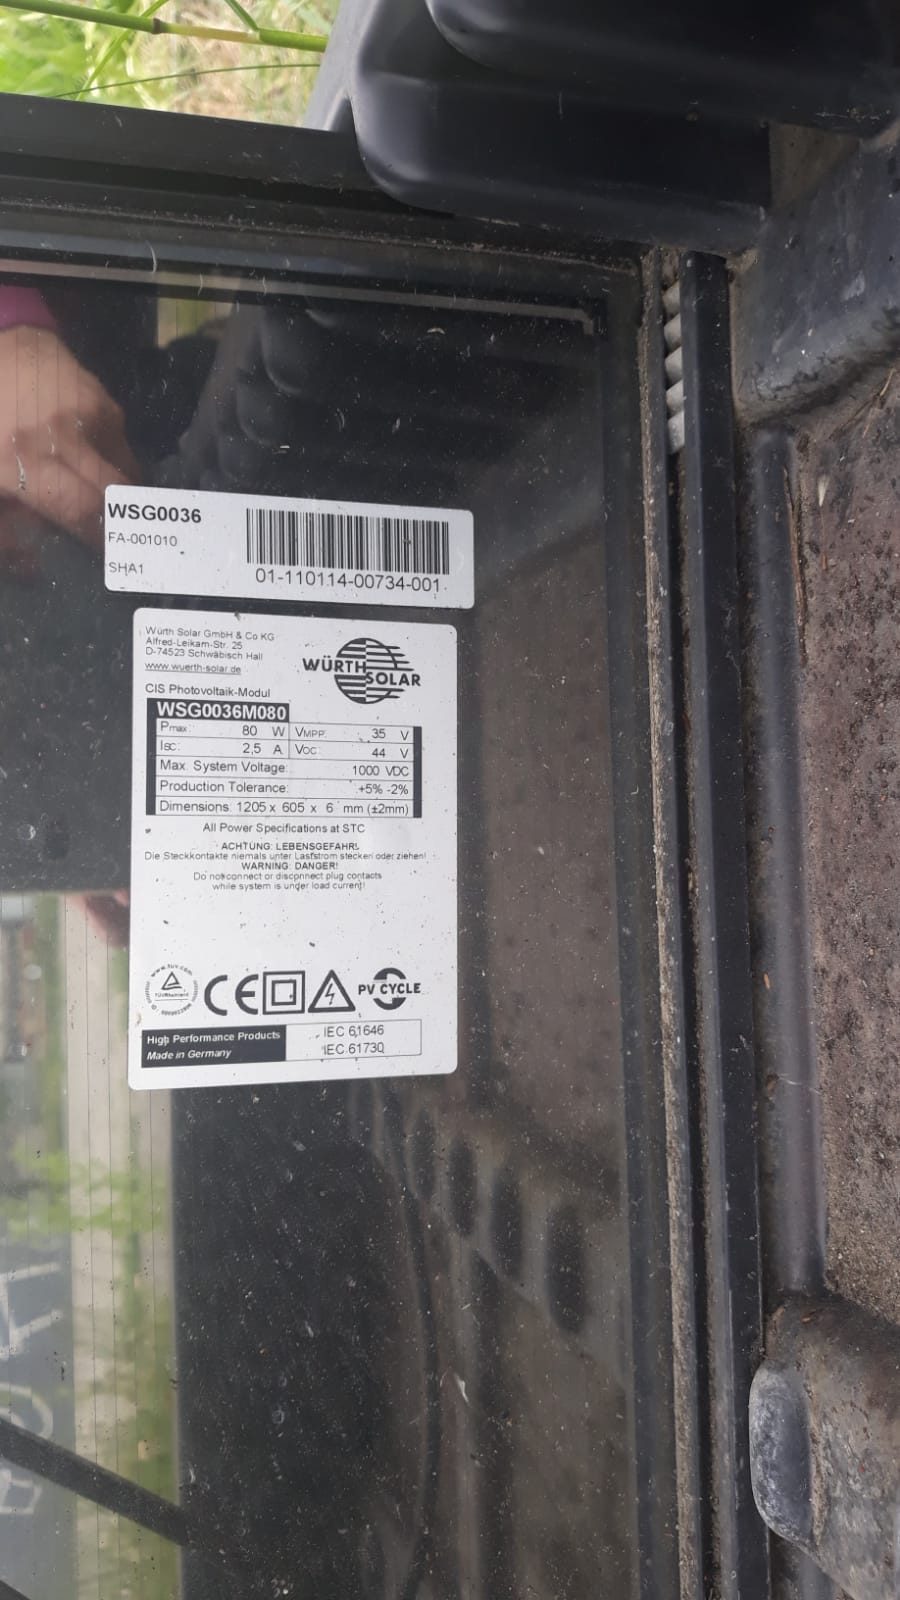 WSG0036
FA-001010
SHA1
01-110114-00734-001
Würth Solar GmbH & Co KG
Alfred-Leikam-Str. 25
D-74523 Schwäbisch Hall
www.wuerth-solar.de
WÜRTH
SOLAR
CIS Photovoltaik-Modul
WSG0036M080
Pmax: 80 W VMPP: 35 V
Isc: 2,5 A Voc: 44 V
Max. System Voltage: 1000 VDC
Production Tolerance: +5% -2%
Dimensions: 1205 x 605 x 6 mm (±2mm)
All Power Specifications at STC
ACHTUNG: LEBENSGEFAHR!
Die Steckkontakte niemals unter Laststrom stecken oder ziehen!
WARNING: DANGER!
Do not connect or disconnect plug contacts
while system is under load current!
www.tuv.com
TÜVRheinland
CE
PV CYCLE
High Performance Products
Made in Germany
IEC 61646
IEC 61730